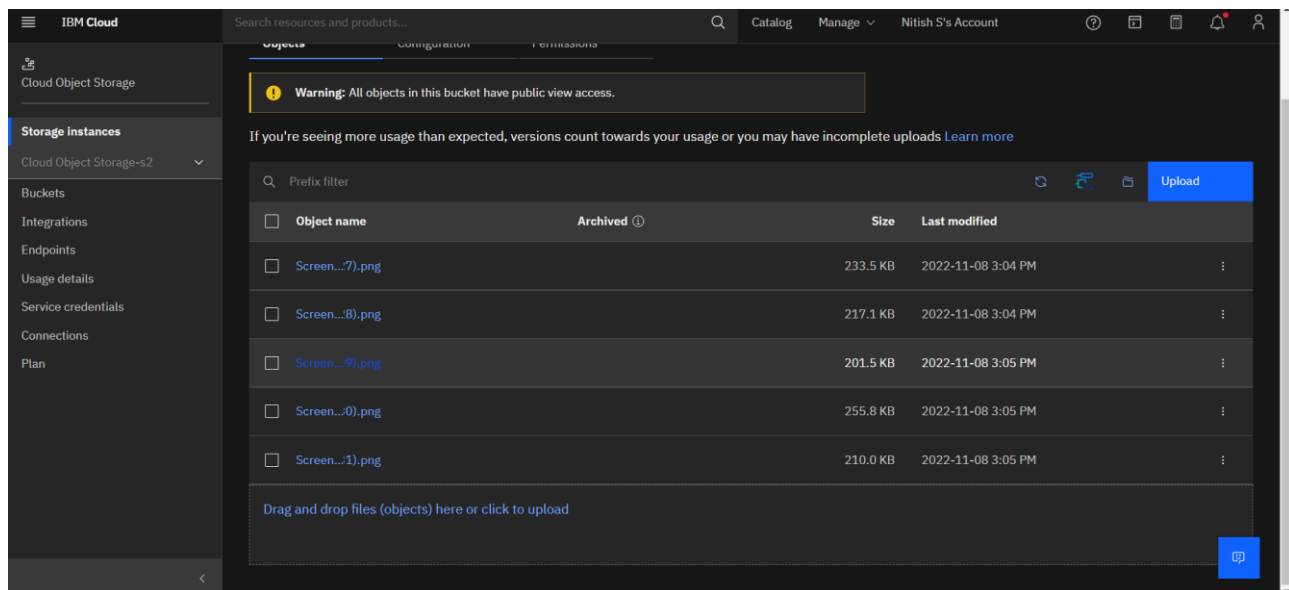 IBM Cloud
Search resources and products...
Catalog
Manage
Nitish S's Account
Cloud Object Storage
Storage instances
Cloud Object Storage-s2
Buckets
Integrations
Endpoints
Usage details
Service credentials
Connections
Plan
Objects
Configuration
Permissions
Warning: All objects in this bucket have public view access.
If you're seeing more usage than expected, versions count towards your usage or you may have incomplete uploads Learn more
Prefix filter
Upload
Object name
Archived
Size
Last modified
Screen...7).png
233.5 KB
2022-11-08 3:04 PM
Screen...8).png
217.1 KB
2022-11-08 3:04 PM
Screen...9).png
201.5 KB
2022-11-08 3:05 PM
Screen...0).png
255.8 KB
2022-11-08 3:05 PM
Screen...1).png
210.0 KB
2022-11-08 3:05 PM
Drag and drop files (objects) here or click to upload